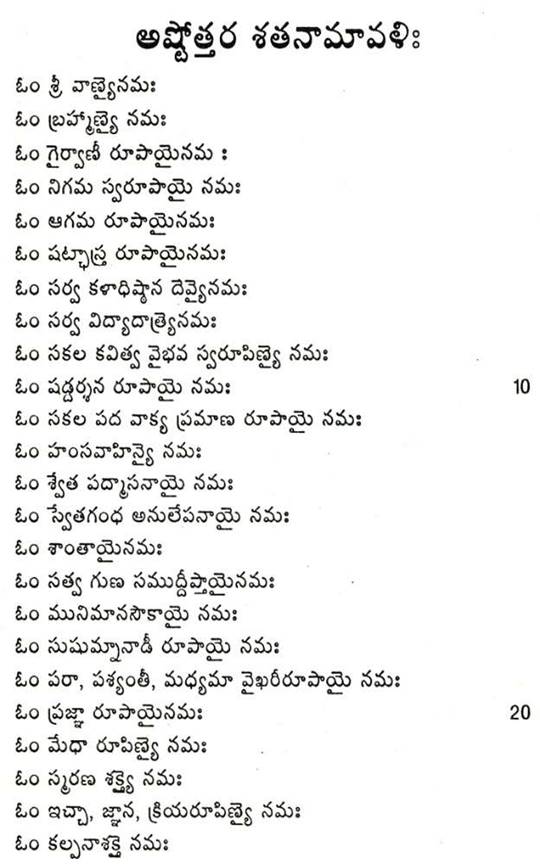 అష్టోత్తర శతనామావళిః
ఓం శ్రీ వాణ్యైనమః
ఓం బ్రహ్మాణ్యై నమః
ఓం గైర్వాణీ రూపాయైనమ :
ఓం నిగమ స్వరూపాయై నమః
ఓం ఆగమ రూపాయైనమః
ఓం షట్ఛాస్త్ర రూపాయైనమః
ఓం సర్వ కళాధిష్ఠాన దేవ్యైనమః
ఓం సర్వ విద్యాదాత్ర్యైనమః
ఓం సకల కవిత్వ వైభవ స్వరూపిణ్యై నమః
ఓం షడ్దర్శన రూపాయై నమః 10
ఓం సకల పద వాక్య ప్రమాణ రూపాయై నమః
ఓం హంసవాహిన్యై నమః
ఓం శ్వేత పద్మాసనాయై నమః
ఓం స్వేతగంధ అనులేపనాయై నమః
ఓం శాంతాయైనమః
ఓం సత్వ గుణ సముద్దీప్తాయైనమః
ఓం మునిమానసౌకాయై నమః
ఓం సుషుమ్నానాడీ రూపాయై నమః
ఓం పరా, పశ్యంతీ, మధ్యమా వైఖరీరూపాయై నమః
ఓం ప్రజ్ఞా రూపాయైనమః 20
ఓం మేధా రూపిణ్యై నమః
ఓం స్మరణ శక్త్యై నమః
ఓం ఇచ్ఛా, జ్ఞాన, క్రియరూపిణ్యై నమః
ఓం కల్పనాశక్తై నమః